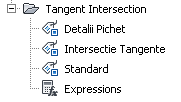 Tangent Intersection
Detalii Pichet
Intersectie Tangente
Standard
Expressions